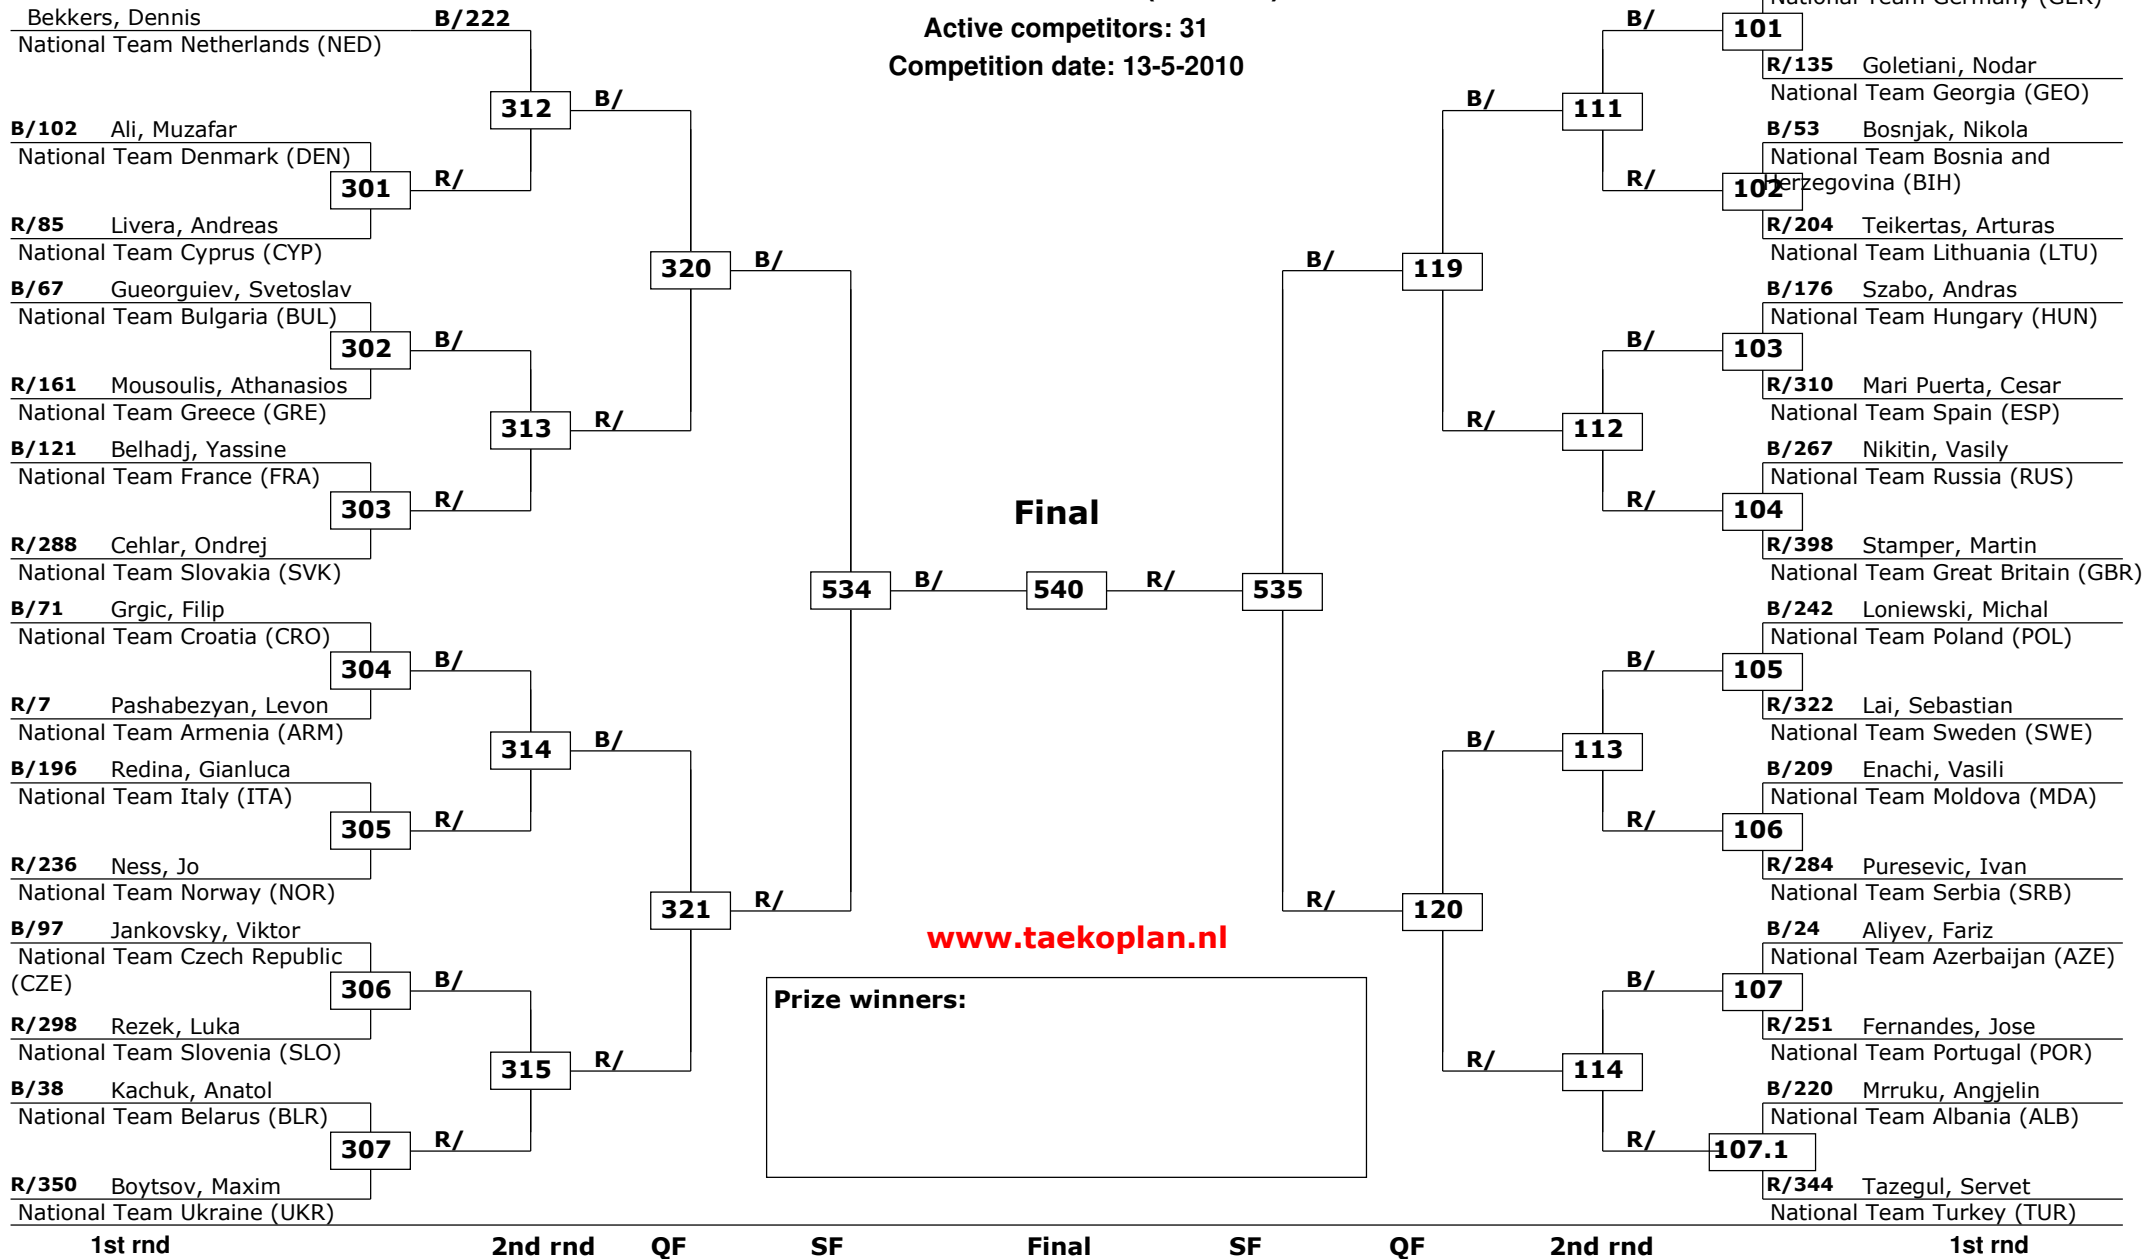 Bekkers, Dennis B/222
National Team Netherlands (NED)
312 B/
B/102 Ali, Muzafar
National Team Denmark (DEN)
301 R/
R/85 Livera, Andreas
National Team Cyprus (CYP)
320 B/
B/67 Gueorguiev, Svetoslav
National Team Bulgaria (BUL)
302 B/
R/161 Mousoulis, Athanasios
National Team Greece (GRE)
313 R/
B/121 Belhadj, Yassine
National Team France (FRA)
303 R/
R/288 Cehlar, Ondrej
National Team Slovakia (SVK)
534 B/
B/71 Grgic, Filip
National Team Croatia (CRO)
304 B/
R/7 Pashabezyan, Levon
National Team Armenia (ARM)
314 B/
B/196 Redina, Gianluca
National Team Italy (ITA)
305 R/
R/236 Ness, Jo
National Team Norway (NOR)
321 R/
B/97 Jankovsky, Viktor
National Team Czech Republic
(CZE)
306 B/
R/298 Rezek, Luka
National Team Slovenia (SLO)
315 R/
B/38 Kachuk, Anatol
National Team Belarus (BLR)
307 R/
R/350 Boytsov, Maxim
National Team Ukraine (UKR)
Active competitors: 31
Competition date: 13-5-2010
Final
540
www.taekoplan.nl
Prize winners:
National Team Germany (GER)
B/ 101
R/135 Goletiani, Nodar
National Team Georgia (GEO)
B/ 111
B/53 Bosnjak, Nikola
National Team Bosnia and
Herzegovina (BIH)
R/ 102
R/204 Teikertas, Arturas
National Team Lithuania (LTU)
B/ 119
B/176 Szabo, Andras
National Team Hungary (HUN)
B/ 103
R/310 Mari Puerta, Cesar
National Team Spain (ESP)
R/ 112
B/267 Nikitin, Vasily
National Team Russia (RUS)
R/ 104
R/398 Stamper, Martin
National Team Great Britain (GBR)
R/ 535
B/242 Loniewski, Michal
National Team Poland (POL)
B/ 105
R/322 Lai, Sebastian
National Team Sweden (SWE)
B/ 113
B/209 Enachi, Vasili
National Team Moldova (MDA)
R/ 106
R/284 Puresevic, Ivan
National Team Serbia (SRB)
R/ 120
B/24 Aliyev, Fariz
National Team Azerbaijan (AZE)
B/ 107
R/251 Fernandes, Jose
National Team Portugal (POR)
R/ 114
B/220 Mrruku, Angjelin
National Team Albania (ALB)
R/ 107.1
R/344 Tazegul, Servet
National Team Turkey (TUR)
1st rnd 2nd rnd QF SF Final SF QF 2nd rnd 1st rnd